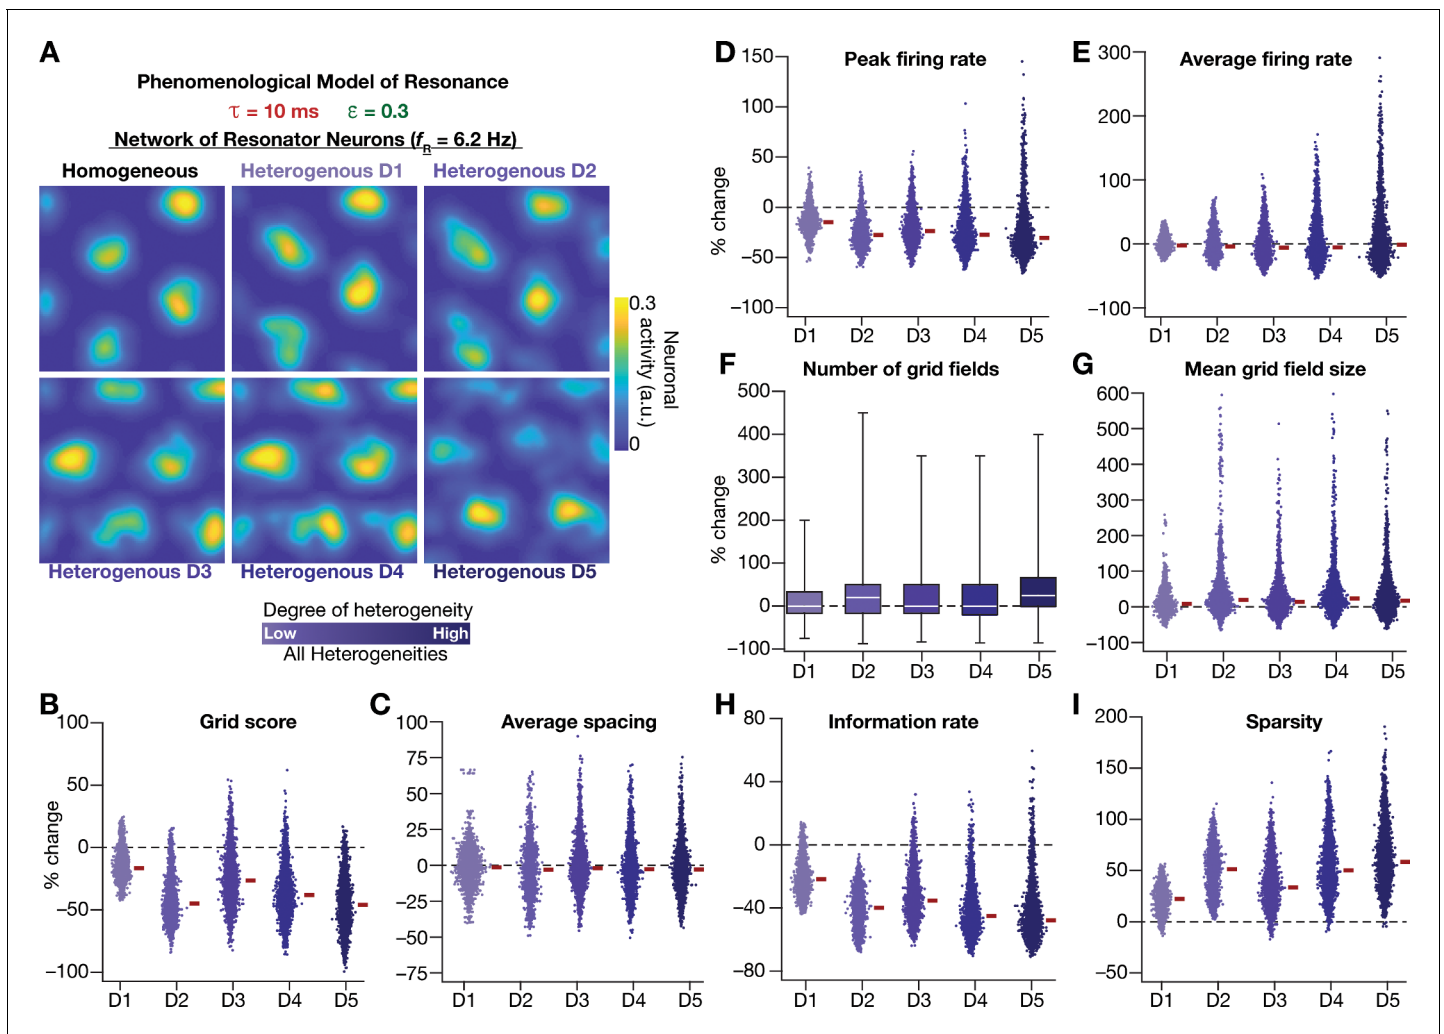 A
Phenomenological Model of Resonance
τ = 10 ms ε = 0.3
Network of Resonator Neurons (fR = 6.2 Hz)
Homogeneous Heterogenous D1 Heterogenous D2
0.3
Neuronal
activity (a.u.)
0
Heterogenous D3 Heterogenous D4 Heterogenous D5
Degree of heterogeneity
Low High
All Heterogeneities
B
Grid score
% change
100
50
0
−50
−100
D1 D2 D3 D4 D5
C
Average spacing
100
75
50
25
0
−25
−50
−75
D1 D2 D3 D4 D5
D
Peak firing rate
% change
150
100
50
0
−50
−100
D1 D2 D3 D4 D5
E
Average firing rate
300
200
100
0
−100
D1 D2 D3 D4 D5
F
Number of grid fields
% change
500
400
300
200
100
0
−100
D1 D2 D3 D4 D5
G
Mean grid field size
600
500
400
300
200
100
0
−100
D1 D2 D3 D4 D5
H
Information rate
80
40
0
−40
−80
D1 D2 D3 D4 D5
I
Sparsity
200
150
100
50
0
−50
D1 D2 D3 D4 D5